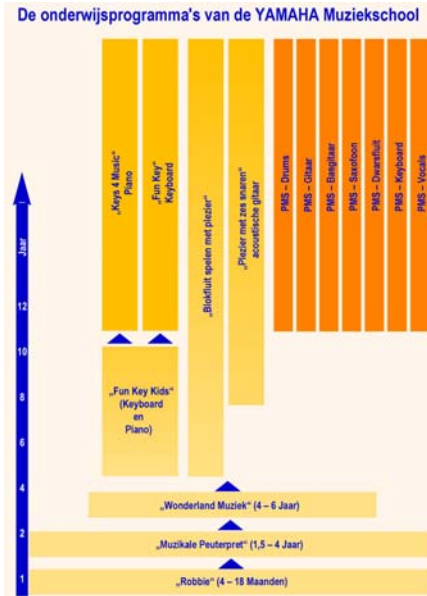 De onderwijsprogramma's van de YAMAHA Muziekschool
„Keys 4 Music“
Piano
„Fun Key“
Keyboard
„Blokfluit spelen met plezier“
„Plezier met zes snaren“
acoustische gitaar
PMS – Drums
PMS – Gitaar
PMS – Basgitaar
PMS – Saxofoon
PMS – Dwarsfluit
PMS – Keyboard
PMS – Vocals
Jaar
12
10
8
6
4
2
1
„Fun Key Kids“
(Keyboard
en
Piano)
„Wonderland Muziek“ (4 – 6 Jaar)
„Muzikale Peuterpret“ (1,5 – 4 Jaar)
„Robbie“ (4 – 18 Maanden)